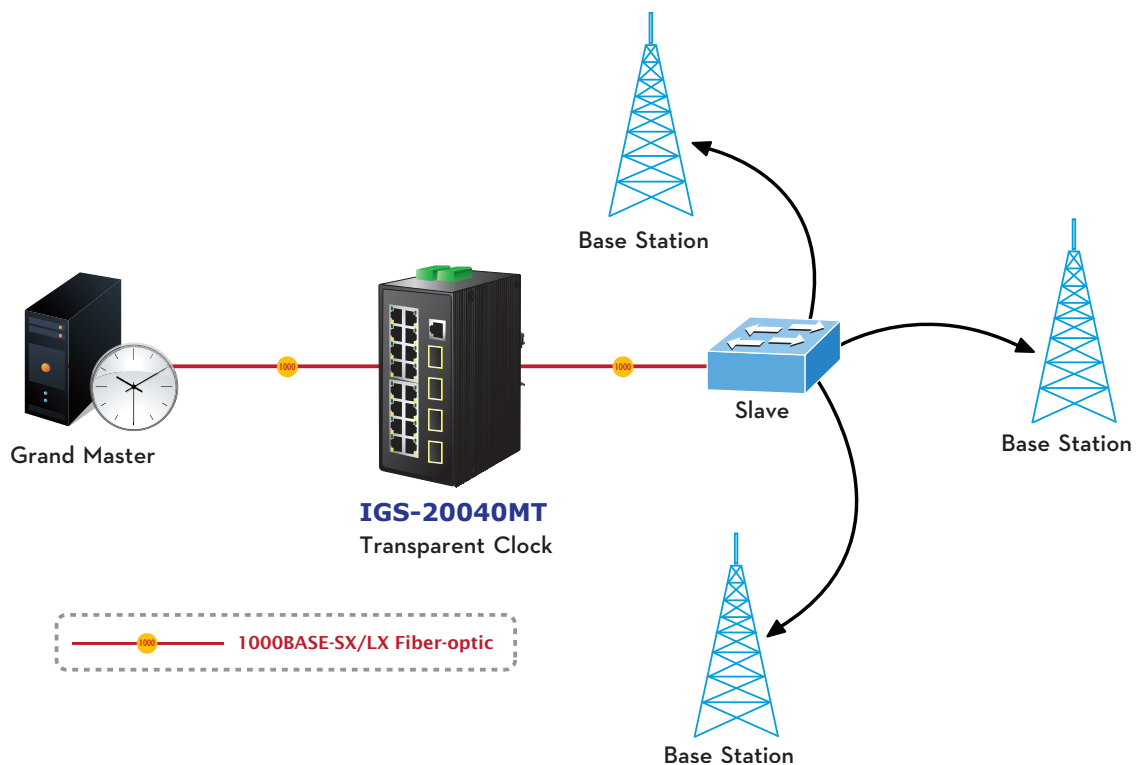 Base Station
Base Station
1000
1000
Slave
Grand Master
IGS-20040MT
Transparent Clock
1000
1000BASE-SX/LX Fiber-optic
Base Station